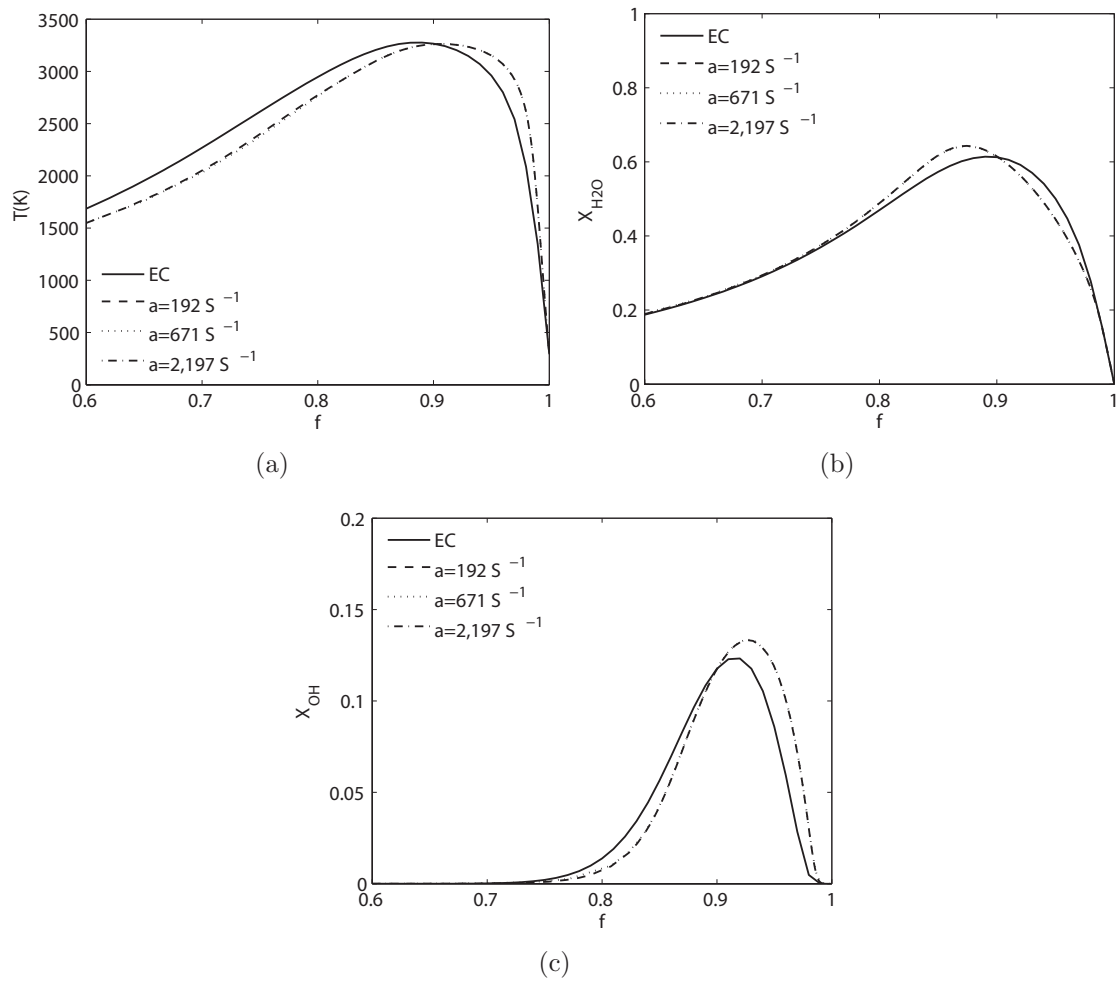 3500
3000
2500
2000
1500
1000
500
0
T(K)
EC
a=192 S⁻¹
a=671 S⁻¹
a=2,197 S⁻¹
0.6 0.7 0.8 0.9 1
f
(a)
1
0.8
0.6
0.4
0.2
0
X_H2O
EC
a=192 S⁻¹
a=671 S⁻¹
a=2,197 S⁻¹
0.6 0.7 0.8 0.9 1
f
(b)
0.2
0.15
0.1
0.05
0
X_OH
EC
a=192 S⁻¹
a=671 S⁻¹
a=2,197 S⁻¹
0.6 0.7 0.8 0.9 1
f
(c)